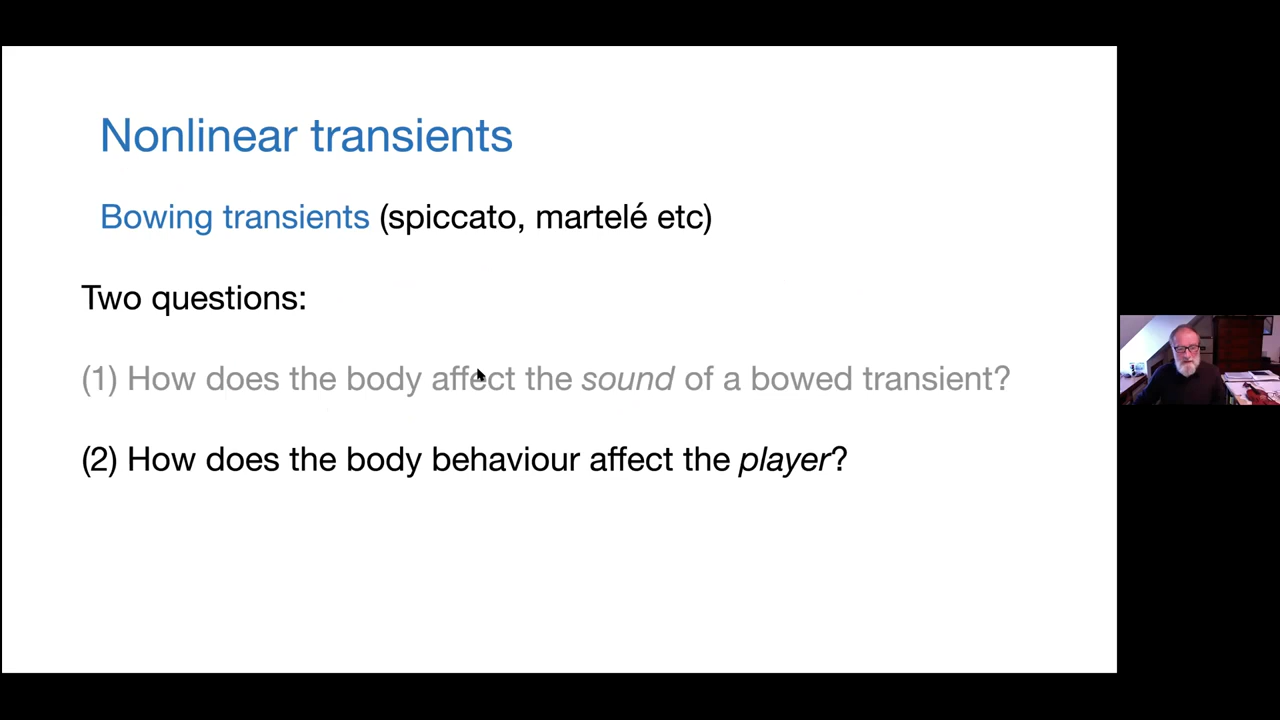 Nonlinear transients
Bowing transients (spiccato, martelé etc)
Two questions:
(1) How does the body affect the sound of a bowed transient?
(2) How does the body behaviour affect the player?